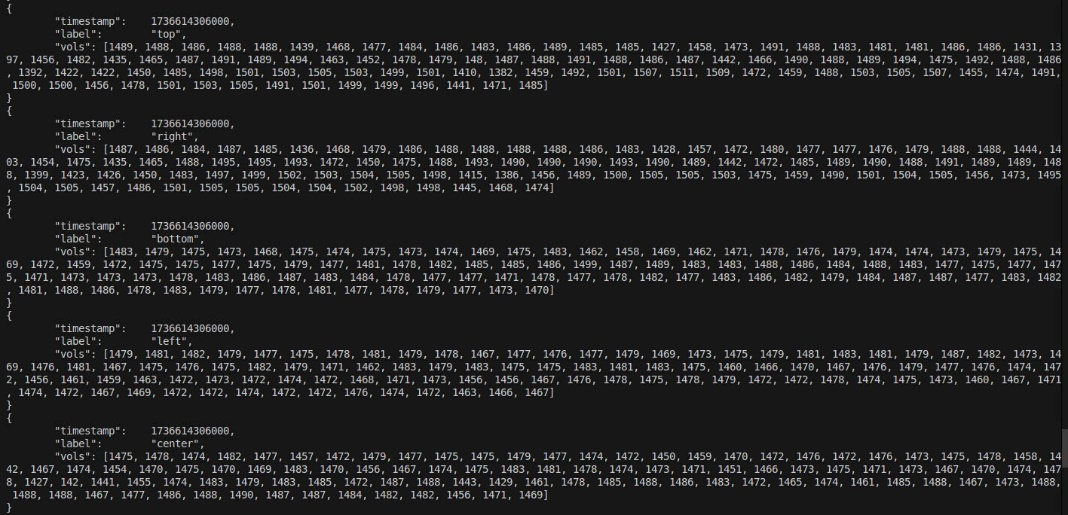 {
"timestamp": 1736614306000,
"label": "top",
"vols": [1489, 1488, 1486, 1488, 1488, 1439, 1468, 1477, 1484, 1486, 1483, 1486, 1489, 1485, 1485, 1427, 1458, 1473, 1491, 1488, 1483, 1481, 1481, 1486, 1486, 1431, 13
97, 1456, 1482, 1435, 1465, 1487, 1491, 1489, 1494, 1463, 1452, 1478, 1479, 148, 1487, 1488, 1491, 1488, 1486, 1487, 1442, 1466, 1490, 1488, 1489, 1494, 1475, 1492, 1488, 1486
, 1392, 1422, 1422, 1450, 1485, 1498, 1501, 1503, 1505, 1503, 1499, 1501, 1410, 1382, 1459, 1492, 1501, 1507, 1511, 1509, 1472, 1459, 1488, 1503, 1505, 1507, 1455, 1474, 1491,
1500, 1500, 1456, 1478, 1501, 1503, 1505, 1491, 1501, 1499, 1499, 1496, 1441, 1471, 1485]
}
{
"timestamp": 1736614306000,
"label": "right",
"vols": [1487, 1486, 1484, 1487, 1485, 1436, 1468, 1479, 1486, 1488, 1488, 1488, 1488, 1486, 1483, 1428, 1457, 1472, 1480, 1477, 1477, 1476, 1479, 1488, 1488, 1444, 14
03, 1454, 1475, 1435, 1465, 1488, 1495, 1495, 1493, 1472, 1450, 1475, 1488, 1493, 1490, 1490, 1490, 1493, 1490, 1489, 1442, 1472, 1485, 1489, 1490, 1488, 1491, 1489, 1489, 148
8, 1399, 1423, 1426, 1450, 1483, 1497, 1499, 1502, 1503, 1504, 1505, 1498, 1415, 1386, 1456, 1489, 1500, 1505, 1505, 1503, 1475, 1459, 1490, 1501, 1504, 1505, 1456, 1473, 1495
, 1504, 1505, 1457, 1486, 1501, 1505, 1505, 1504, 1504, 1502, 1498, 1498, 1445, 1468, 1474]
}
{
"timestamp": 1736614306000,
"label": "bottom",
"vols": [1483, 1479, 1475, 1473, 1468, 1475, 1474, 1475, 1473, 1474, 1469, 1475, 1483, 1462, 1458, 1469, 1462, 1471, 1478, 1476, 1479, 1474, 1474, 1473, 1479, 1475, 14
69, 1472, 1459, 1472, 1475, 1475, 1477, 1475, 1479, 1477, 1481, 1478, 1482, 1485, 1485, 1486, 1499, 1487, 1489, 1483, 1483, 1488, 1486, 1484, 1488, 1483, 1477, 1475, 1477, 147
5, 1471, 1473, 1473, 1473, 1478, 1483, 1486, 1487, 1483, 1484, 1478, 1477, 1477, 1471, 1478, 1477, 1478, 1482, 1477, 1483, 1486, 1482, 1479, 1484, 1487, 1487, 1477, 1483, 1482
, 1481, 1488, 1486, 1478, 1483, 1479, 1477, 1478, 1481, 1477, 1478, 1479, 1477, 1473, 1470]
}
{
"timestamp": 1736614306000,
"label": "left",
"vols": [1479, 1481, 1482, 1479, 1477, 1475, 1478, 1481, 1479, 1478, 1467, 1477, 1476, 1477, 1479, 1469, 1473, 1475, 1479, 1481, 1483, 1481, 1479, 1487, 1482, 1473, 14
69, 1476, 1481, 1467, 1475, 1476, 1475, 1482, 1479, 1471, 1462, 1483, 1479, 1483, 1475, 1475, 1483, 1481, 1483, 1475, 1460, 1466, 1470, 1467, 1476, 1479, 1477, 1476, 1474, 147
2, 1456, 1461, 1459, 1463, 1472, 1473, 1472, 1474, 1472, 1468, 1471, 1473, 1456, 1456, 1467, 1476, 1478, 1475, 1478, 1479, 1472, 1472, 1478, 1474, 1475, 1473, 1460, 1467, 1471
, 1474, 1472, 1467, 1469, 1472, 1472, 1474, 1472, 1472, 1476, 1474, 1472, 1463, 1466, 1467]
}
{
"timestamp": 1736614306000,
"label": "center",
"vols": [1475, 1478, 1474, 1482, 1477, 1457, 1472, 1479, 1477, 1475, 1475, 1479, 1477, 1474, 1472, 1450, 1459, 1470, 1472, 1476, 1472, 1476, 1473, 1475, 1478, 1458, 14
42, 1467, 1474, 1454, 1470, 1475, 1470, 1469, 1483, 1470, 1456, 1467, 1474, 1475, 1483, 1481, 1478, 1474, 1473, 1471, 1451, 1466, 1473, 1475, 1471, 1473, 1467, 1470, 1474, 147
8, 1427, 142, 1441, 1455, 1474, 1483, 1479, 1483, 1485, 1472, 1487, 1488, 1443, 1429, 1461, 1478, 1485, 1488, 1486, 1483, 1472, 1465, 1474, 1461, 1485, 1488, 1467, 1473, 1488,
1488, 1488, 1467, 1477, 1486, 1488, 1490, 1487, 1487, 1484, 1482, 1482, 1456, 1471, 1469]
}